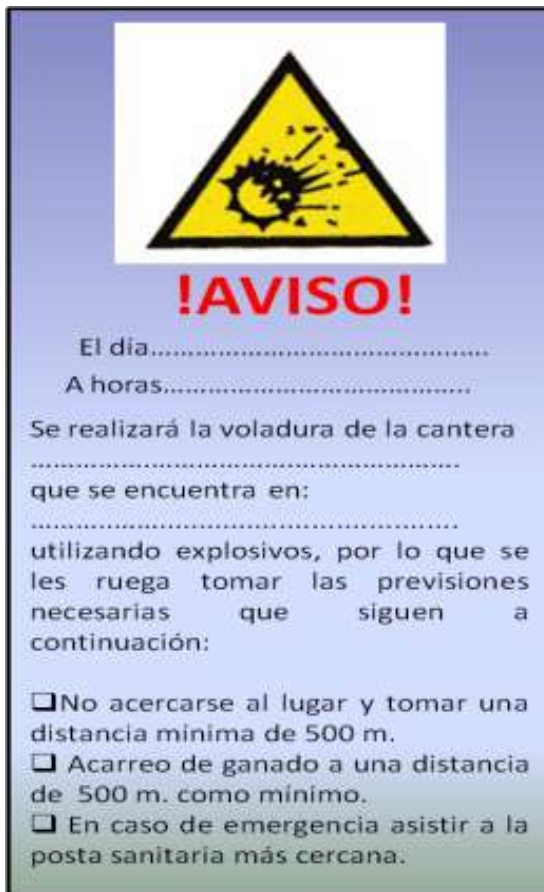 !AVISO!
El día……………………………………………
A horas………………………………………
Se realizará la voladura de la cantera
…………………………………………………….
que se encuentra en:
…………………………………………………….
utilizando explosivos, por lo que se
les ruega tomar las previsiones
necesarias que siguen a
continuación:
❑No acercarse al lugar y tomar una
distancia mínima de 500 m.
❑ Acarreo de ganado a una distancia
de 500 m. como mínimo.
❑ En caso de emergencia asistir a la
posta sanitaria más cercana.